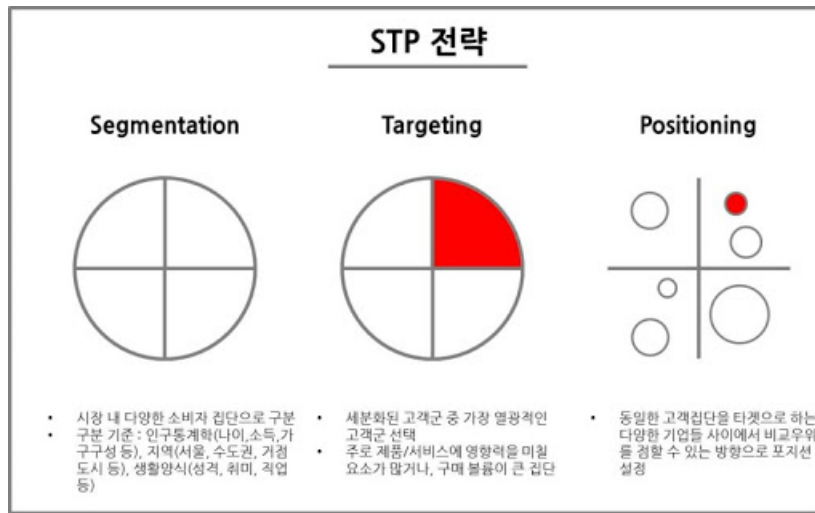 STP 전략
Segmentation
Targeting
Positioning
• 시장 내 다양한 소비자 집단으로 구분
• 구분 기준 : 인구통계학(나이,소득,가
구구성 등), 지역(서울, 수도권, 거점
도시 등), 생활양식(성격, 취미, 직업
등)
• 세분화된 고객군 중 가장 열광적인
고객군 선택
• 주로 제품/서비스에 영향력을 미칠
요소가 많거나, 구매 볼륨이 큰 집단
• 동일한 고객집단을 타겟으로 하는
다양한 기업들 사이에서 비교우위
를 점할 수 있는 방향으로 포지션
설정